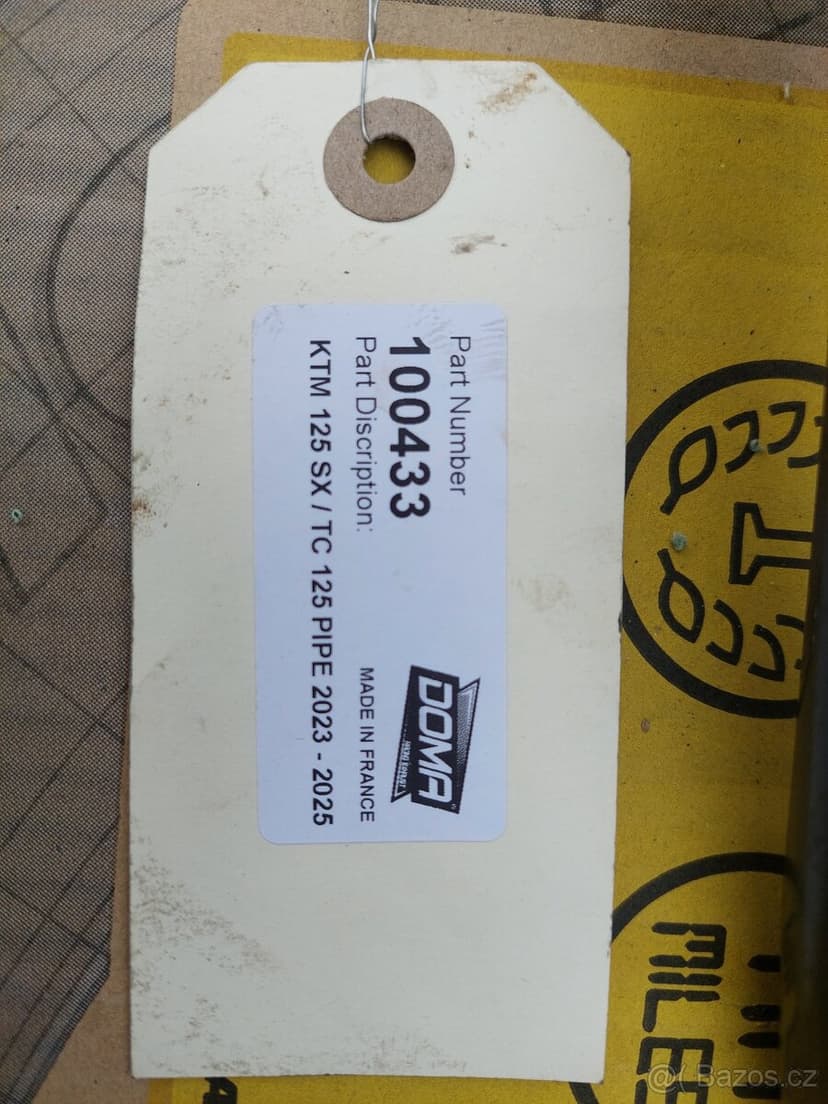 Part Number
100433
Part Discription:
KTM 125 SX / TC 125 PIPE 2023 - 2025
DOMA
MADE IN FRANCE
MILES
Bazos.cz